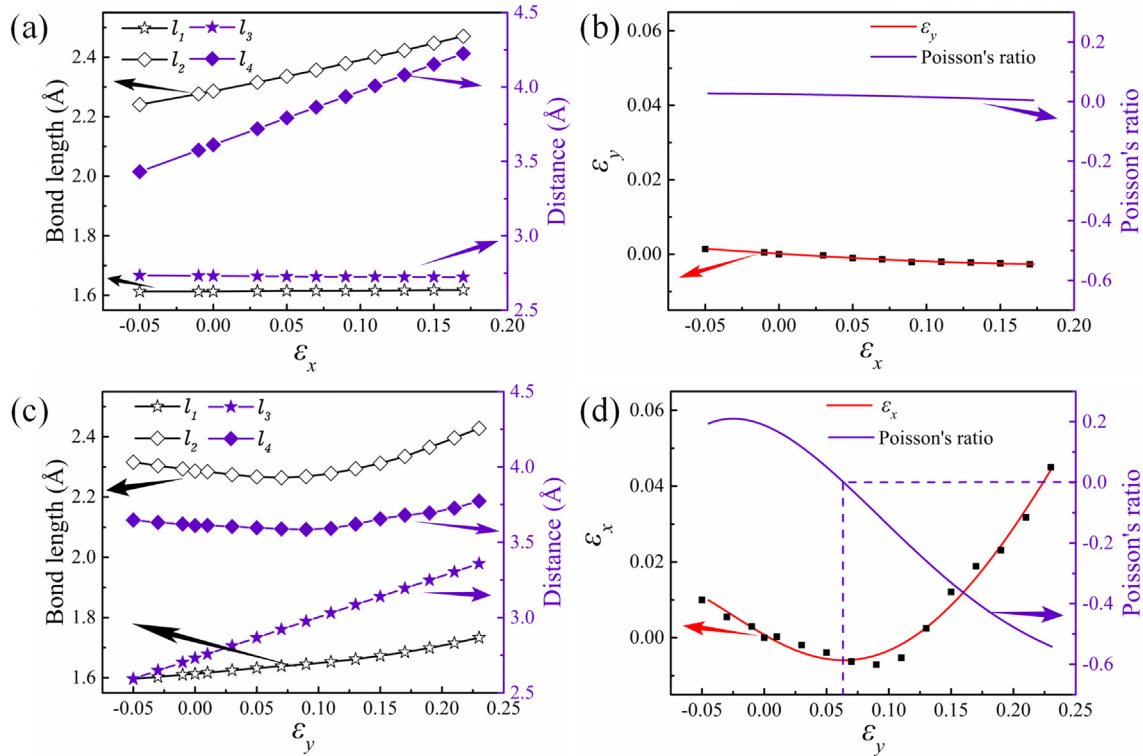 (a)
l1
l3
l2
l4
Bond length (Å)
2.4
2.2
2.0
1.8
1.6
4.5
4.0
3.5
3.0
2.5
Distance (Å)
-0.05 0.00 0.05 0.10 0.15 0.20
εx
(b)
εy
Poisson's ratio
εy
0.06
0.04
0.02
0.00
0.2
0.0
-0.2
-0.4
-0.6
Poisson's ratio
-0.05 0.00 0.05 0.10 0.15 0.20
εx
(c)
l1
l3
l2
l4
Bond length (Å)
2.4
2.2
2.0
1.8
1.6
4.5
4.0
3.5
3.0
2.5
Distance (Å)
-0.05 0.00 0.05 0.10 0.15 0.20 0.25
εy
(d)
εx
Poisson's ratio
εx
0.06
0.04
0.02
0.00
0.2
0.0
-0.2
-0.4
-0.6
Poisson's ratio
-0.05 0.00 0.05 0.10 0.15 0.20 0.25
εy